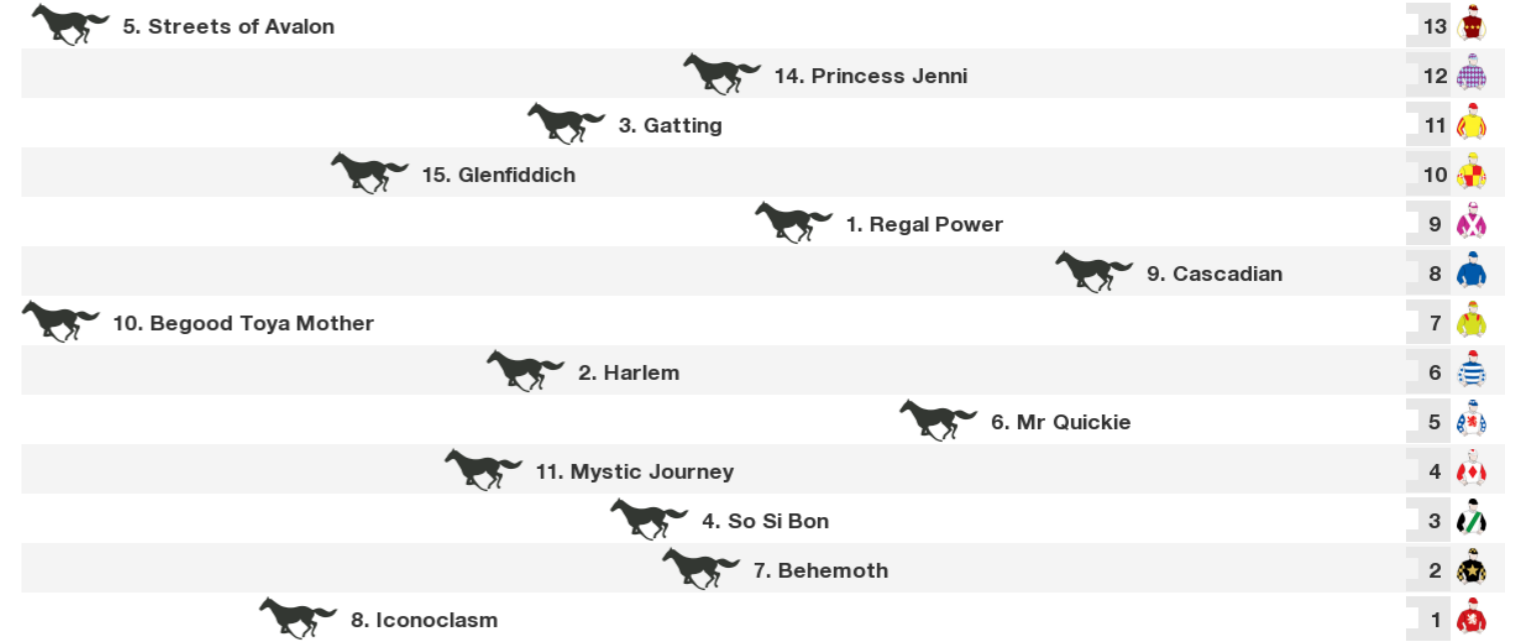 5. Streets of Avalon 13
14. Princess Jenni 12
3. Gatting 11
15. Glenfiddich 10
1. Regal Power 9
9. Cascadian 8
10. Begood Toya Mother 7
2. Harlem 6
6. Mr Quickie 5
11. Mystic Journey 4
4. So Si Bon 3
7. Behemoth 2
8. Iconoclasm 1